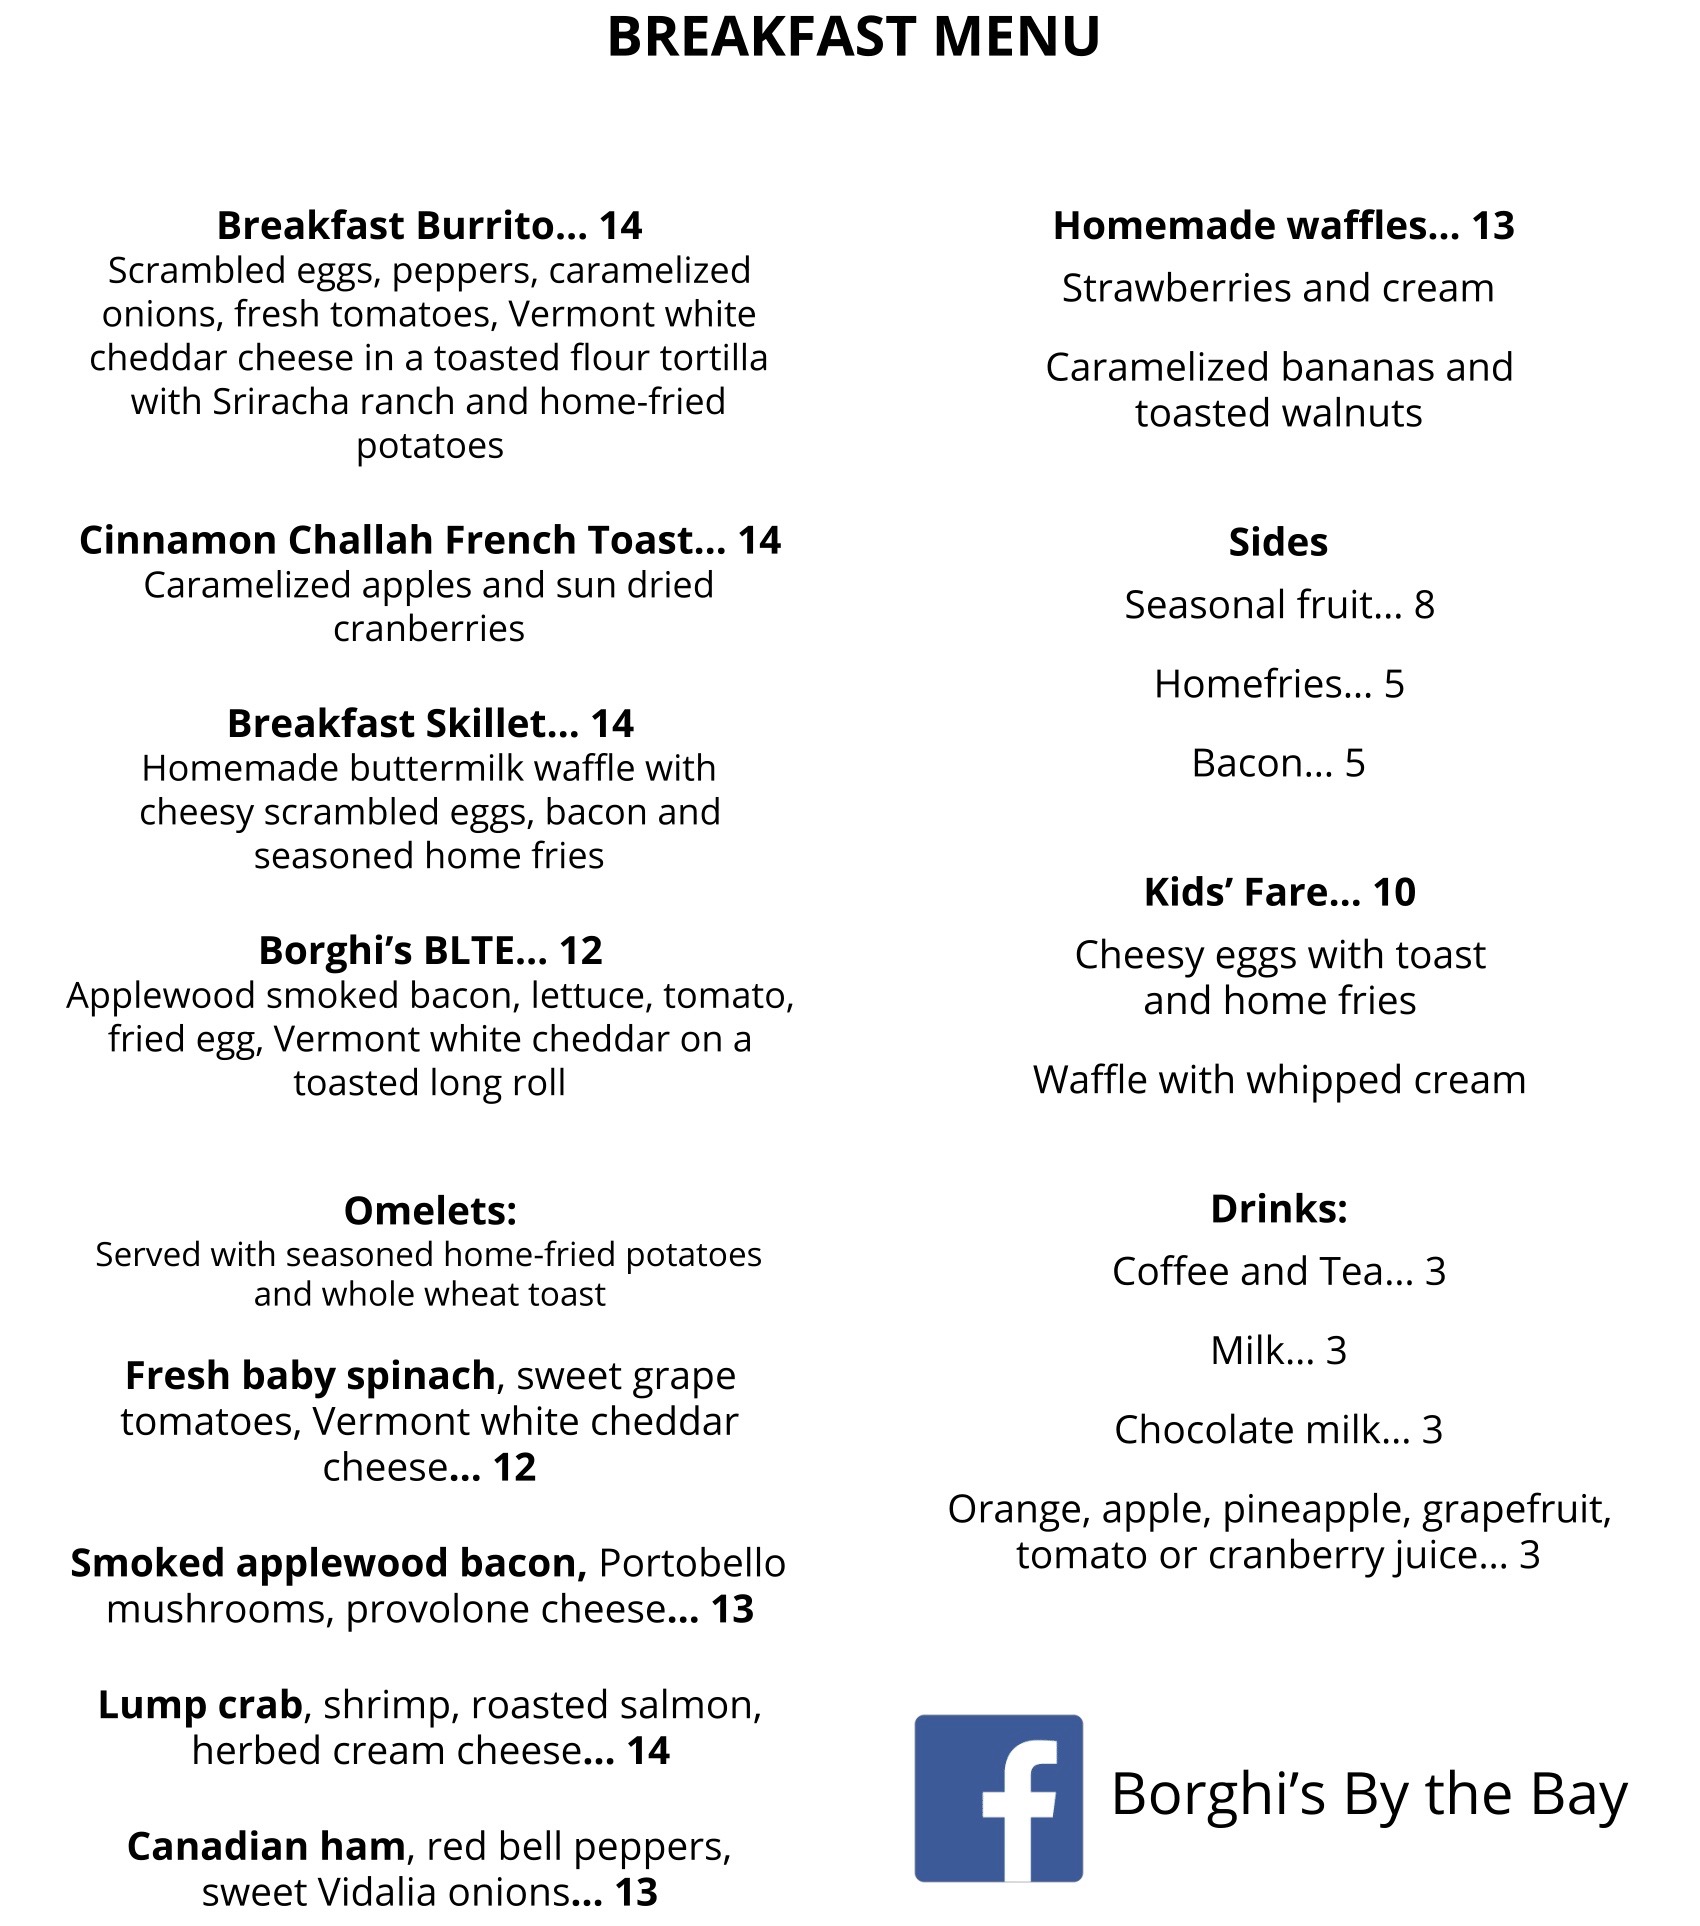 BREAKFAST MENU
Breakfast Burrito... 14
Scrambled eggs, peppers, caramelized
onions, fresh tomatoes, Vermont white
cheddar cheese in a toasted flour tortilla
with Sriracha ranch and home-fried
potatoes
Cinnamon Challah French Toast... 14
Caramelized apples and sun dried
cranberries
Breakfast Skillet... 14
Homemade buttermilk waffle with
cheesy scrambled eggs, bacon and
seasoned home fries
Borghi’s BLTE... 12
Applewood smoked bacon, lettuce, tomato,
fried egg, Vermont white cheddar on a
toasted long roll
Omelets:
Served with seasoned home-fried potatoes
and whole wheat toast
Fresh baby spinach, sweet grape
tomatoes, Vermont white cheddar
cheese... 12
Smoked applewood bacon, Portobello
mushrooms, provolone cheese... 13
Lump crab, shrimp, roasted salmon,
herbed cream cheese... 14
Canadian ham, red bell peppers,
sweet Vidalia onions... 13
Homemade waffles... 13
Strawberries and cream
Caramelized bananas and
toasted walnuts
Sides
Seasonal fruit... 8
Homefries... 5
Bacon... 5
Kids’ Fare... 10
Cheesy eggs with toast
and home fries
Waffle with whipped cream
Drinks:
Coffee and Tea... 3
Milk... 3
Chocolate milk... 3
Orange, apple, pineapple, grapefruit,
tomato or cranberry juice... 3
f
Borghi’s By the Bay